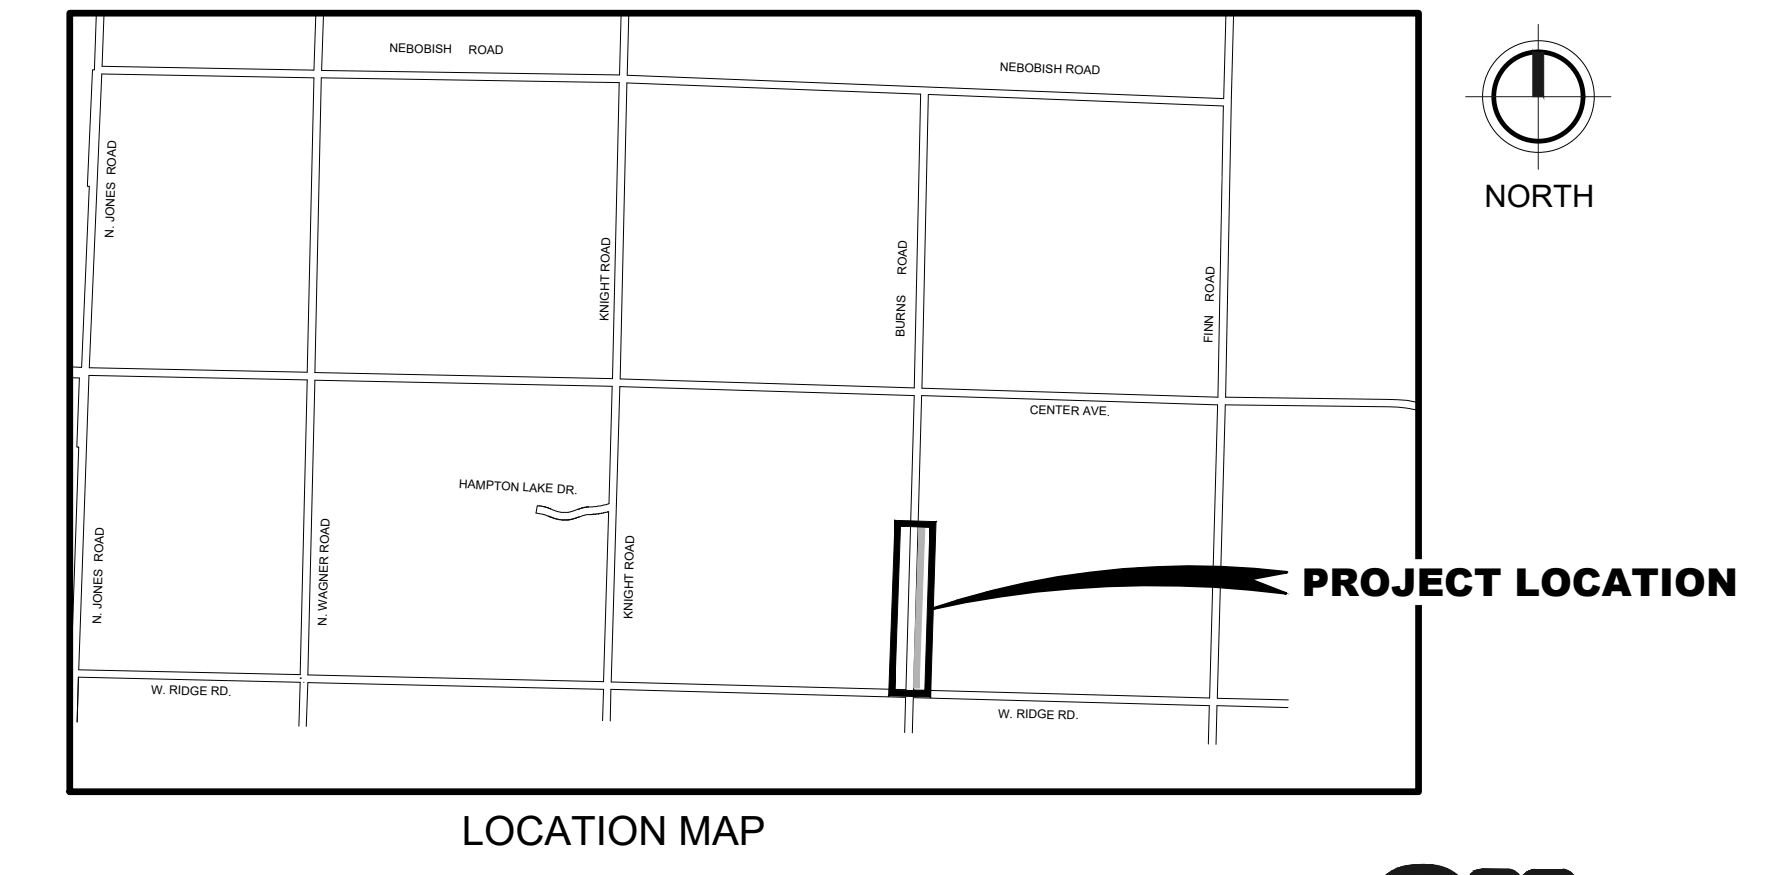 NEBOBISH ROAD
NEBOBISH ROAD
N. JONES ROAD
KNIGHT ROAD
BURNS ROAD
FINN ROAD
NORTH
CENTER AVE.
HAMPTON LAKE DR.
N. JONES ROAD
N. WAGNER ROAD
KNIGHT ROAD
PROJECT LOCATION
W. RIDGE RD.
W. RIDGE RD.
LOCATION MAP